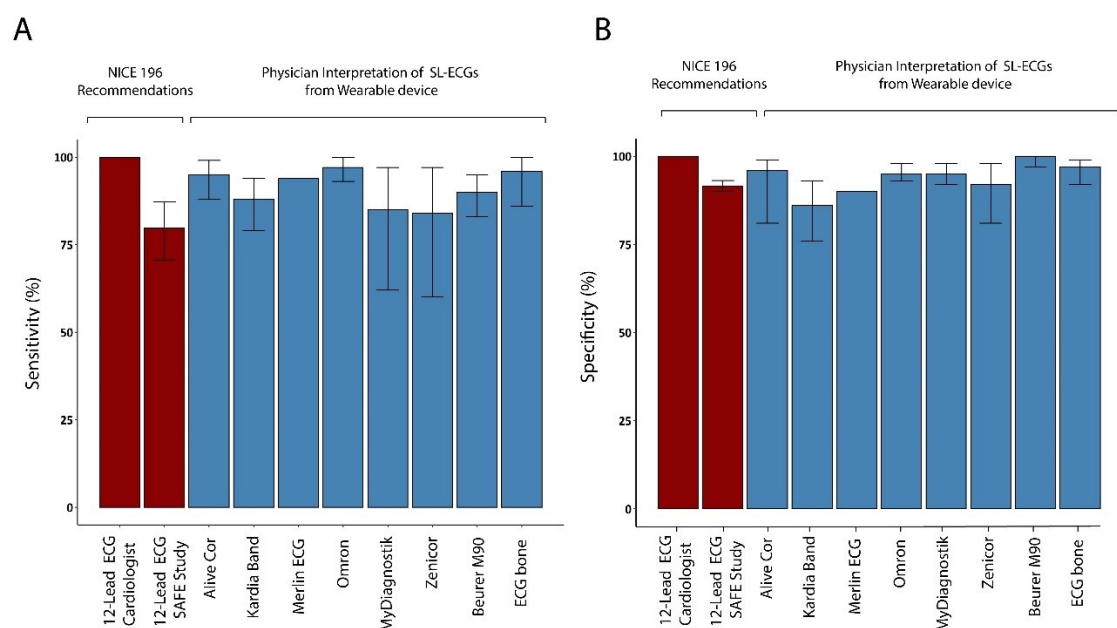 A
NICE 196
Recommendations
Physician Interpretation of SL-ECGs
from Wearable device
Sensitivity (%)
100
75
50
25
0
12-Lead ECG
Cardiologist
12-Lead ECG
SAFE Study
Alive Cor
Kardia Band
Merlin ECG
Omron
MyDiagnostik
Zenicor
Beurer M90
ECG bone
B
NICE 196
Recommendations
Physician Interpretation of SL-ECGs
from Wearable device
Specificity (%)
100
75
50
25
0
12-Lead ECG
Cardiologist
12-Lead ECG
SAFE Study
Alive Cor
Kardia Band
Merlin ECG
Omron
MyDiagnostik
Zenicor
Beurer M90
ECG bone